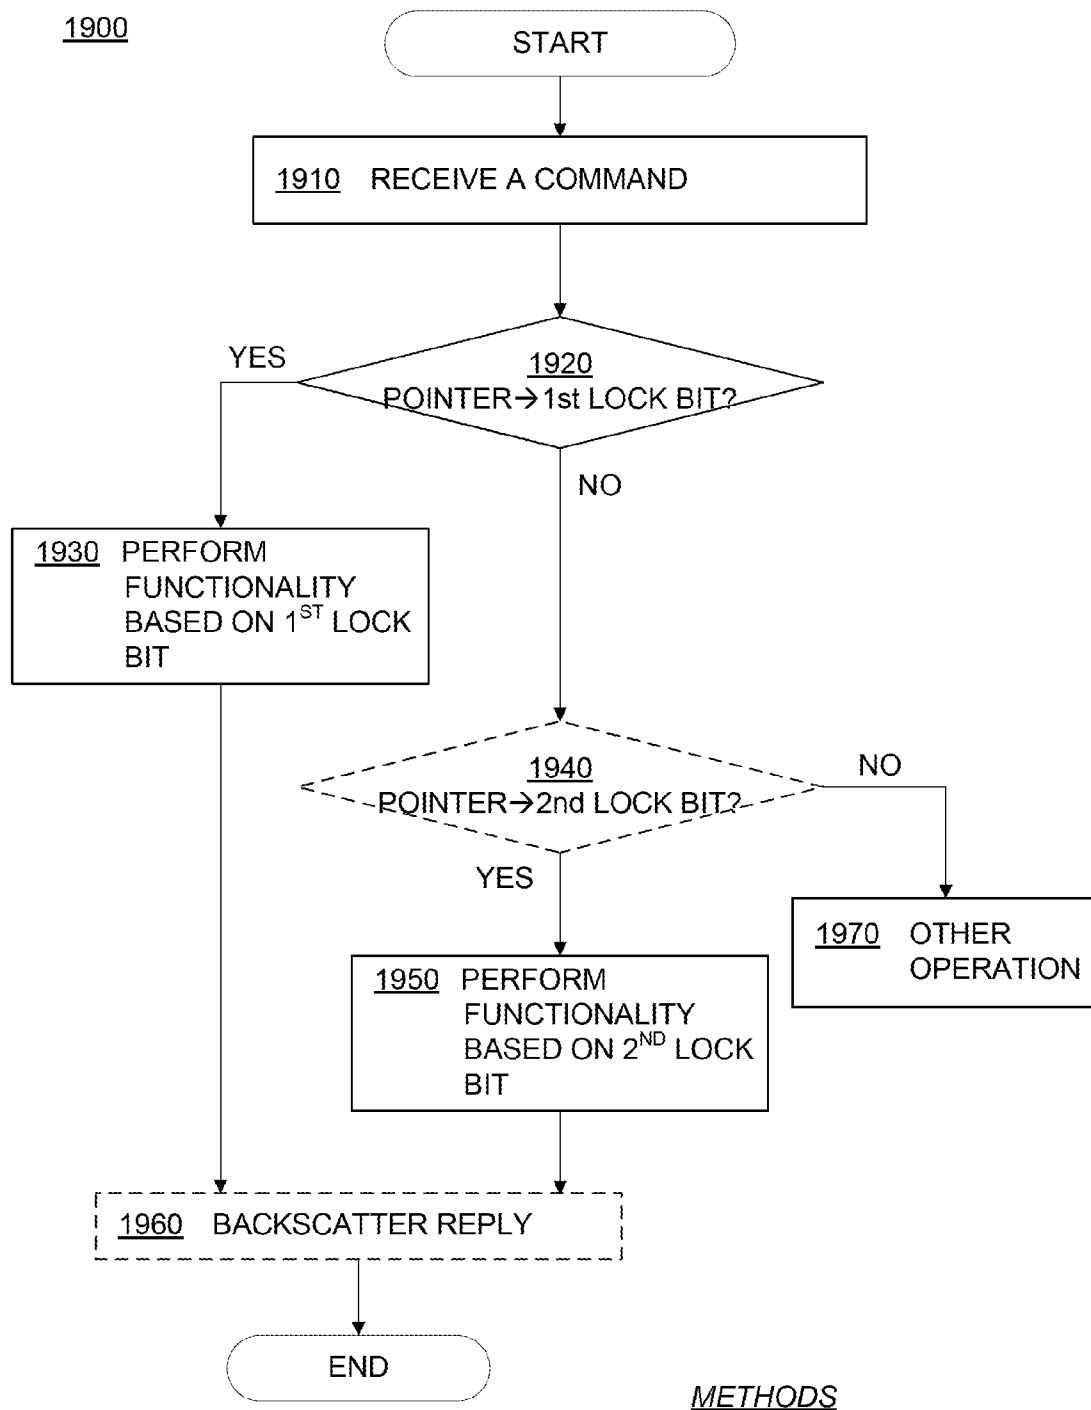 1900
START
1910 RECEIVE A COMMAND
YES
1920
POINTER→1st LOCK BIT?
NO
1930 PERFORM
FUNCTIONALITY
BASED ON 1ST LOCK
BIT
1940
POINTER→2nd LOCK BIT?
NO
YES
1970 OTHER
OPERATION
1950 PERFORM
FUNCTIONALITY
BASED ON 2ND LOCK
BIT
1960 BACKSCATTER REPLY
END
METHODS